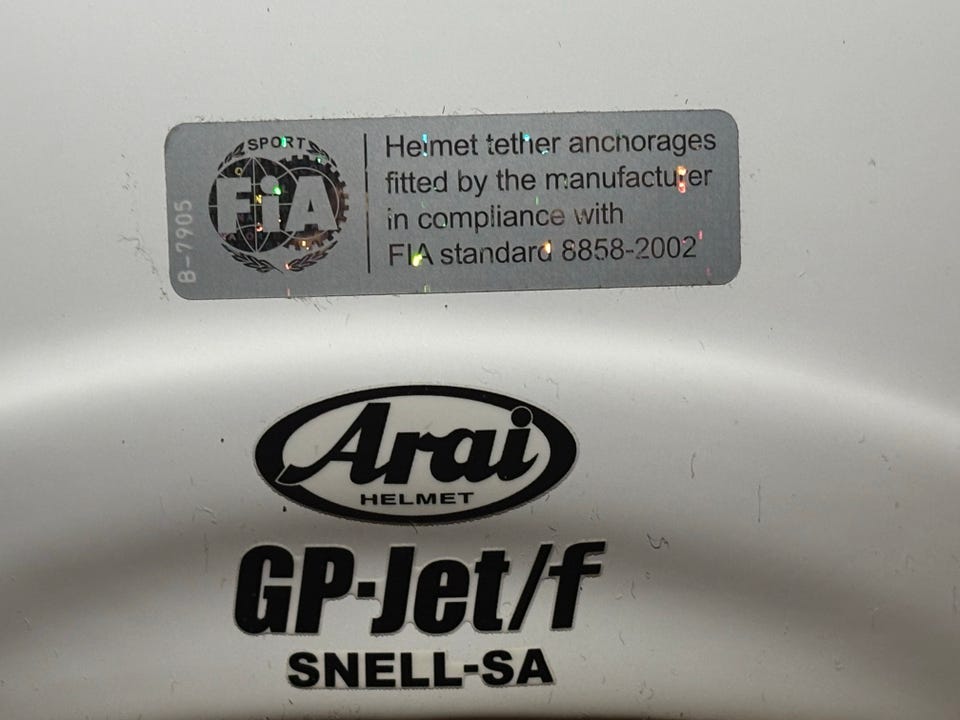 SPORT
FiA
B-7905
Helmet tether anchorages
fitted by the manufacturer
in compliance with
FIA standard 8858-2002
Arai
HELMET
GP-Jet/f
SNELL-SA